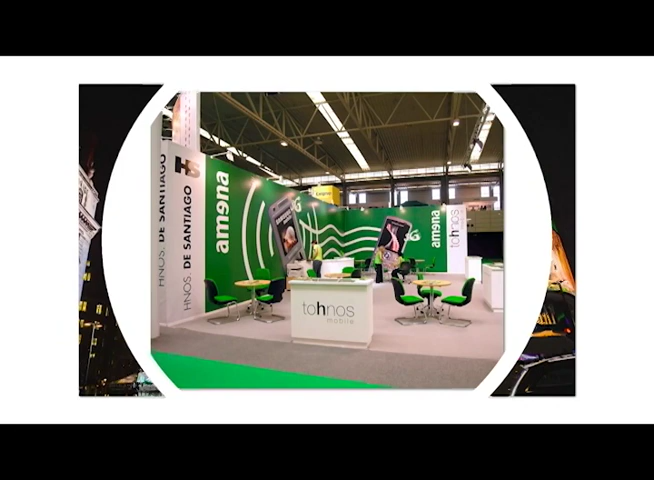 HS
HNOS. DE SANTIAGO
HNOS. DE SANTIAGO
amena
amena
tohnos
tohnos
mobile